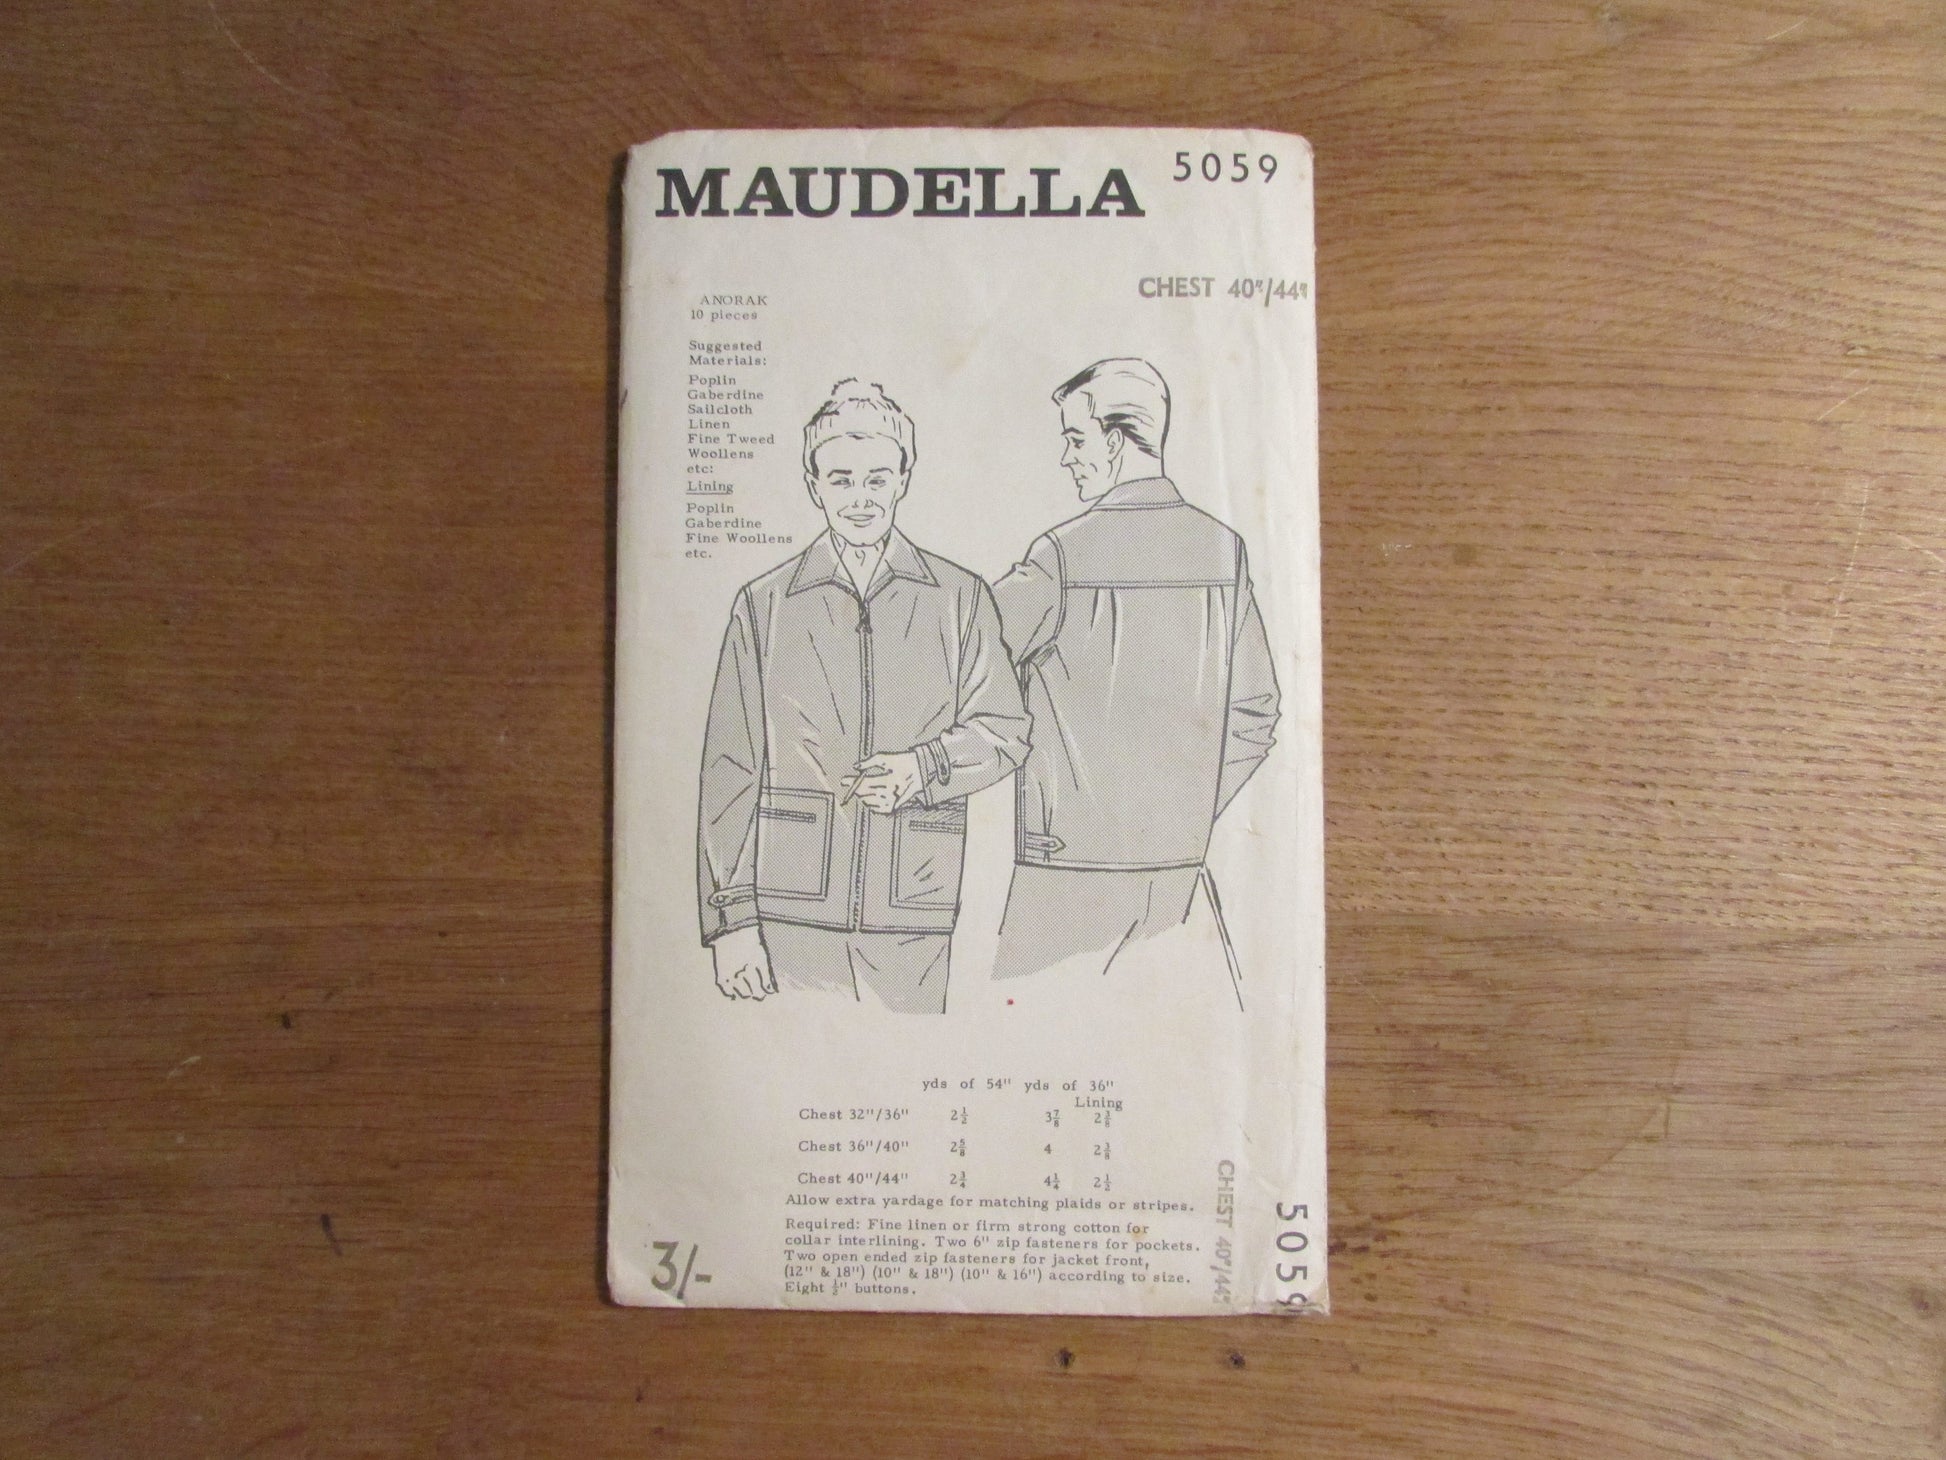 MAUDELLA 5059
CHEST 40"/44"
ANORAK
10 pieces
Suggested
Materials:
Poplin
Gaberdine
Sailcloth
Linen
Fine Tweed
Woollens
etc:
Lining
Poplin
Gaberdine
Fine Woollens
etc.
yds of 54" yds of 36"
Lining
Chest 32"/36" 2½ 3⅞ 2⅜
Chest 36"/40" 2⅝ 4 2⅜
Chest 40"/44" 2¾ 4¼ 2½
Allow extra yardage for matching plaids or stripes.
Required: Fine linen or firm strong cotton for
collar interlining. Two 6" zip fasteners for pockets.
Two open ended zip fasteners for jacket front,
(12" & 18") (10" & 18") (10" & 16") according to size.
Eight ½" buttons.
3/-
CHEST 40"/44"
5059